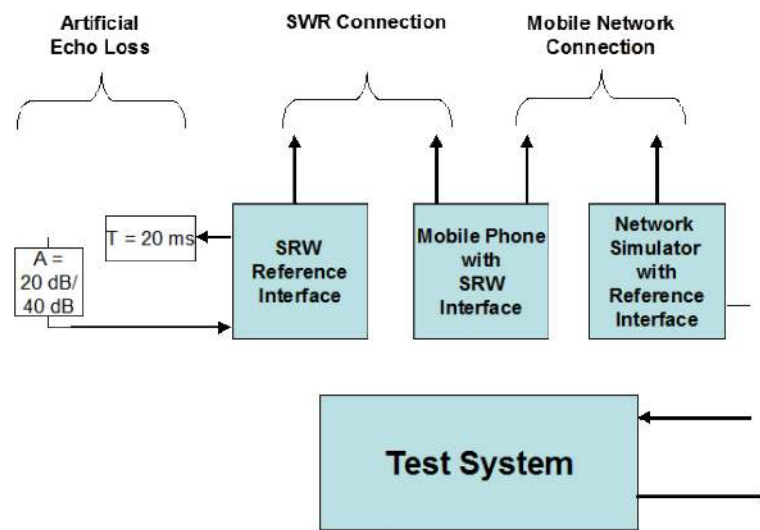 Artificial
Echo Loss
SWR Connection
Mobile Network
Connection
T = 20 ms
A =
20 dB/
40 dB
SRW
Reference
Interface
Mobile Phone
with
SRW
Interface
Network
Simulator
with
Reference
Interface
Test System